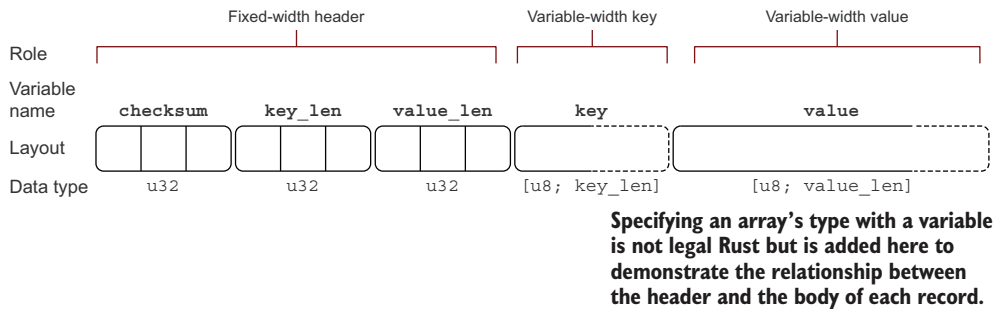 Fixed-width header Variable-width key Variable-width value
Role
Variable
name checksum key_len value_len key value
Layout
Data type u32 u32 u32 [u8; key_len] [u8; value_len]
Specifying an array's type with a variable
is not legal Rust but is added here to
demonstrate the relationship between
the header and the body of each record.